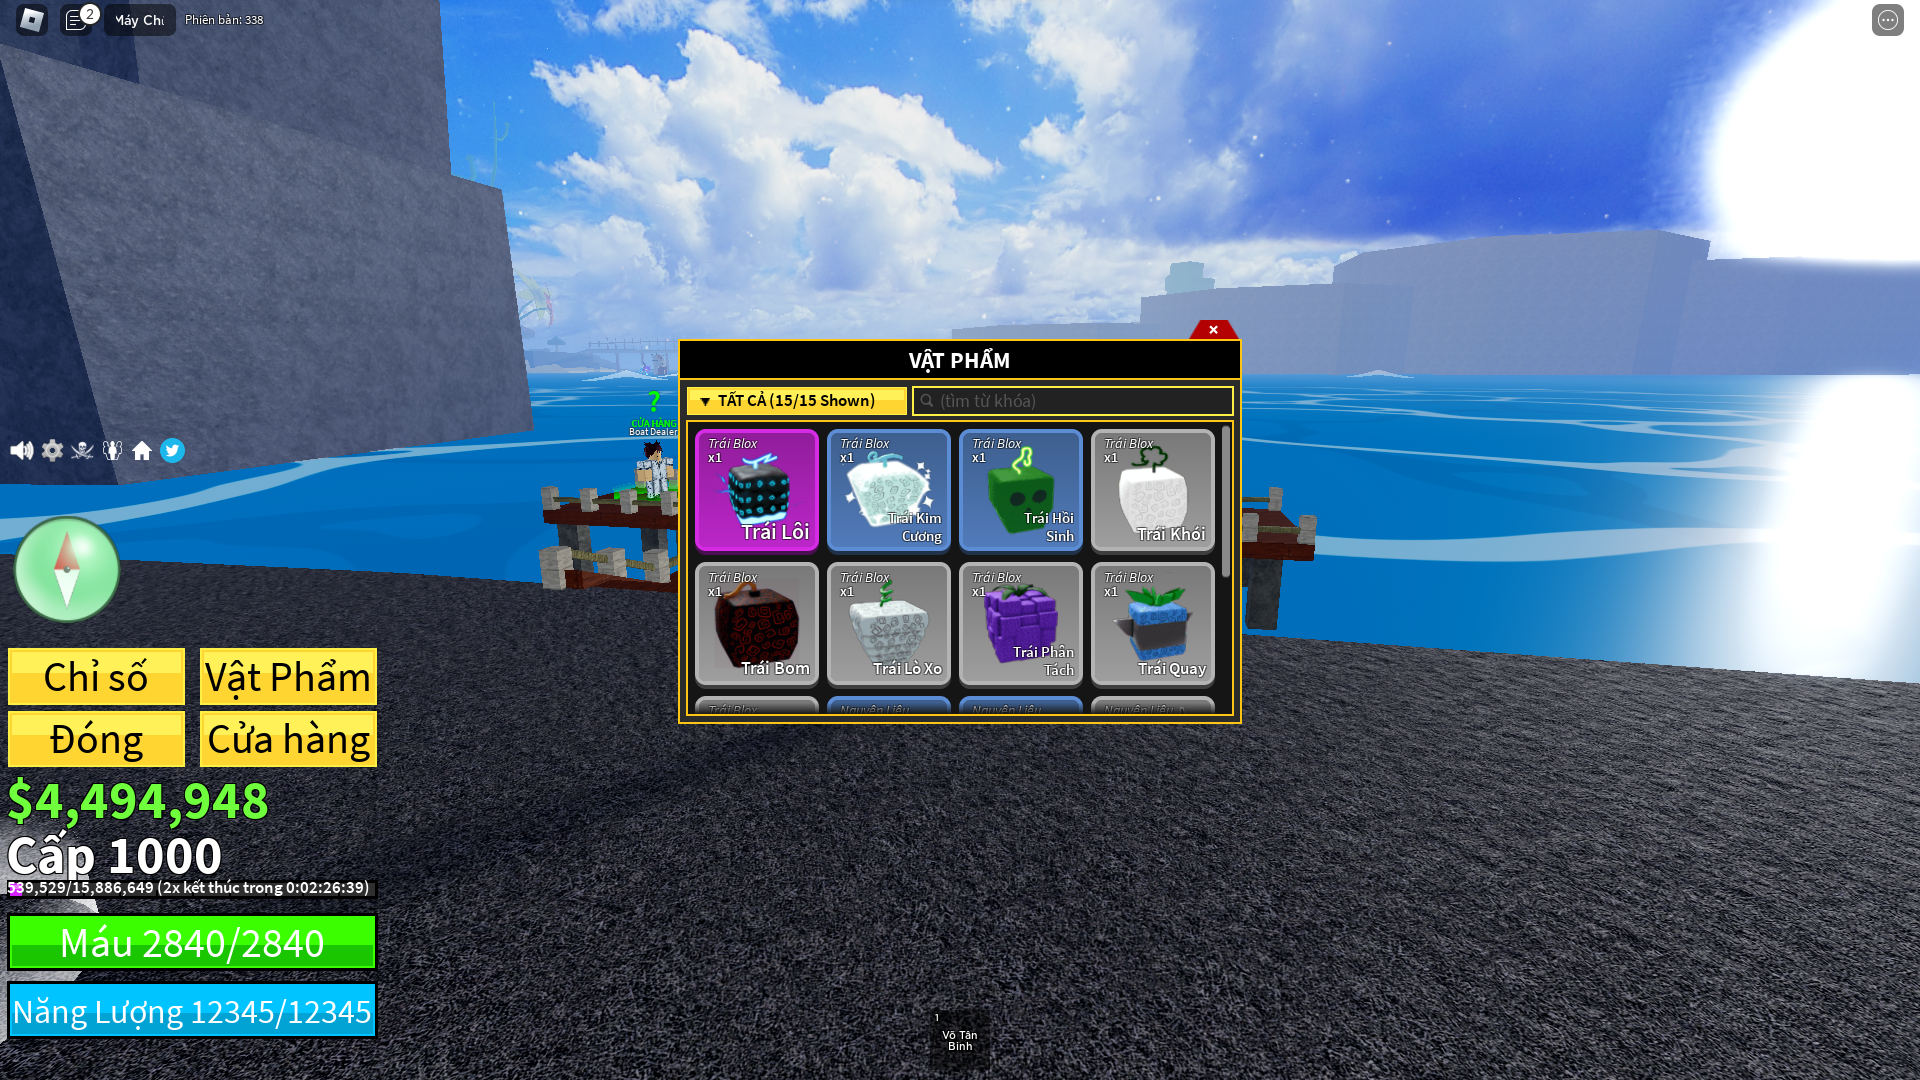 2
Máy Chủ
Phiên bản: 338
?
CỬA HÀNG
Boat Dealer
×
VẬT PHẨM
▼ TẤT CẢ (15/15 Shown)
(tìm từ khóa)
Trái Blox
x1
Trái Lôi
Trái Blox
x1
Trái Kim
Cương
Trái Blox
x1
Trái Hồi
Sinh
Trái Blox
x1
Trái Khói
Trái Blox
x1
Trái Bom
Trái Blox
x1
Trái Lò Xo
Trái Blox
x1
Trái Phân
Tách
Trái Blox
x1
Trái Quay
Trái Blox
Nguyên Liệu
Nguyên Liệu
Nguyên Liệu
Chỉ số
Vật Phẩm
Đóng
Cửa hàng
$4,494,948
Cấp 1000
539,529/15,886,649 (2x kết thúc trong 0:02:26:39)
Máu 2840/2840
Năng Lượng 12345/12345
1
Võ Tân
Binh